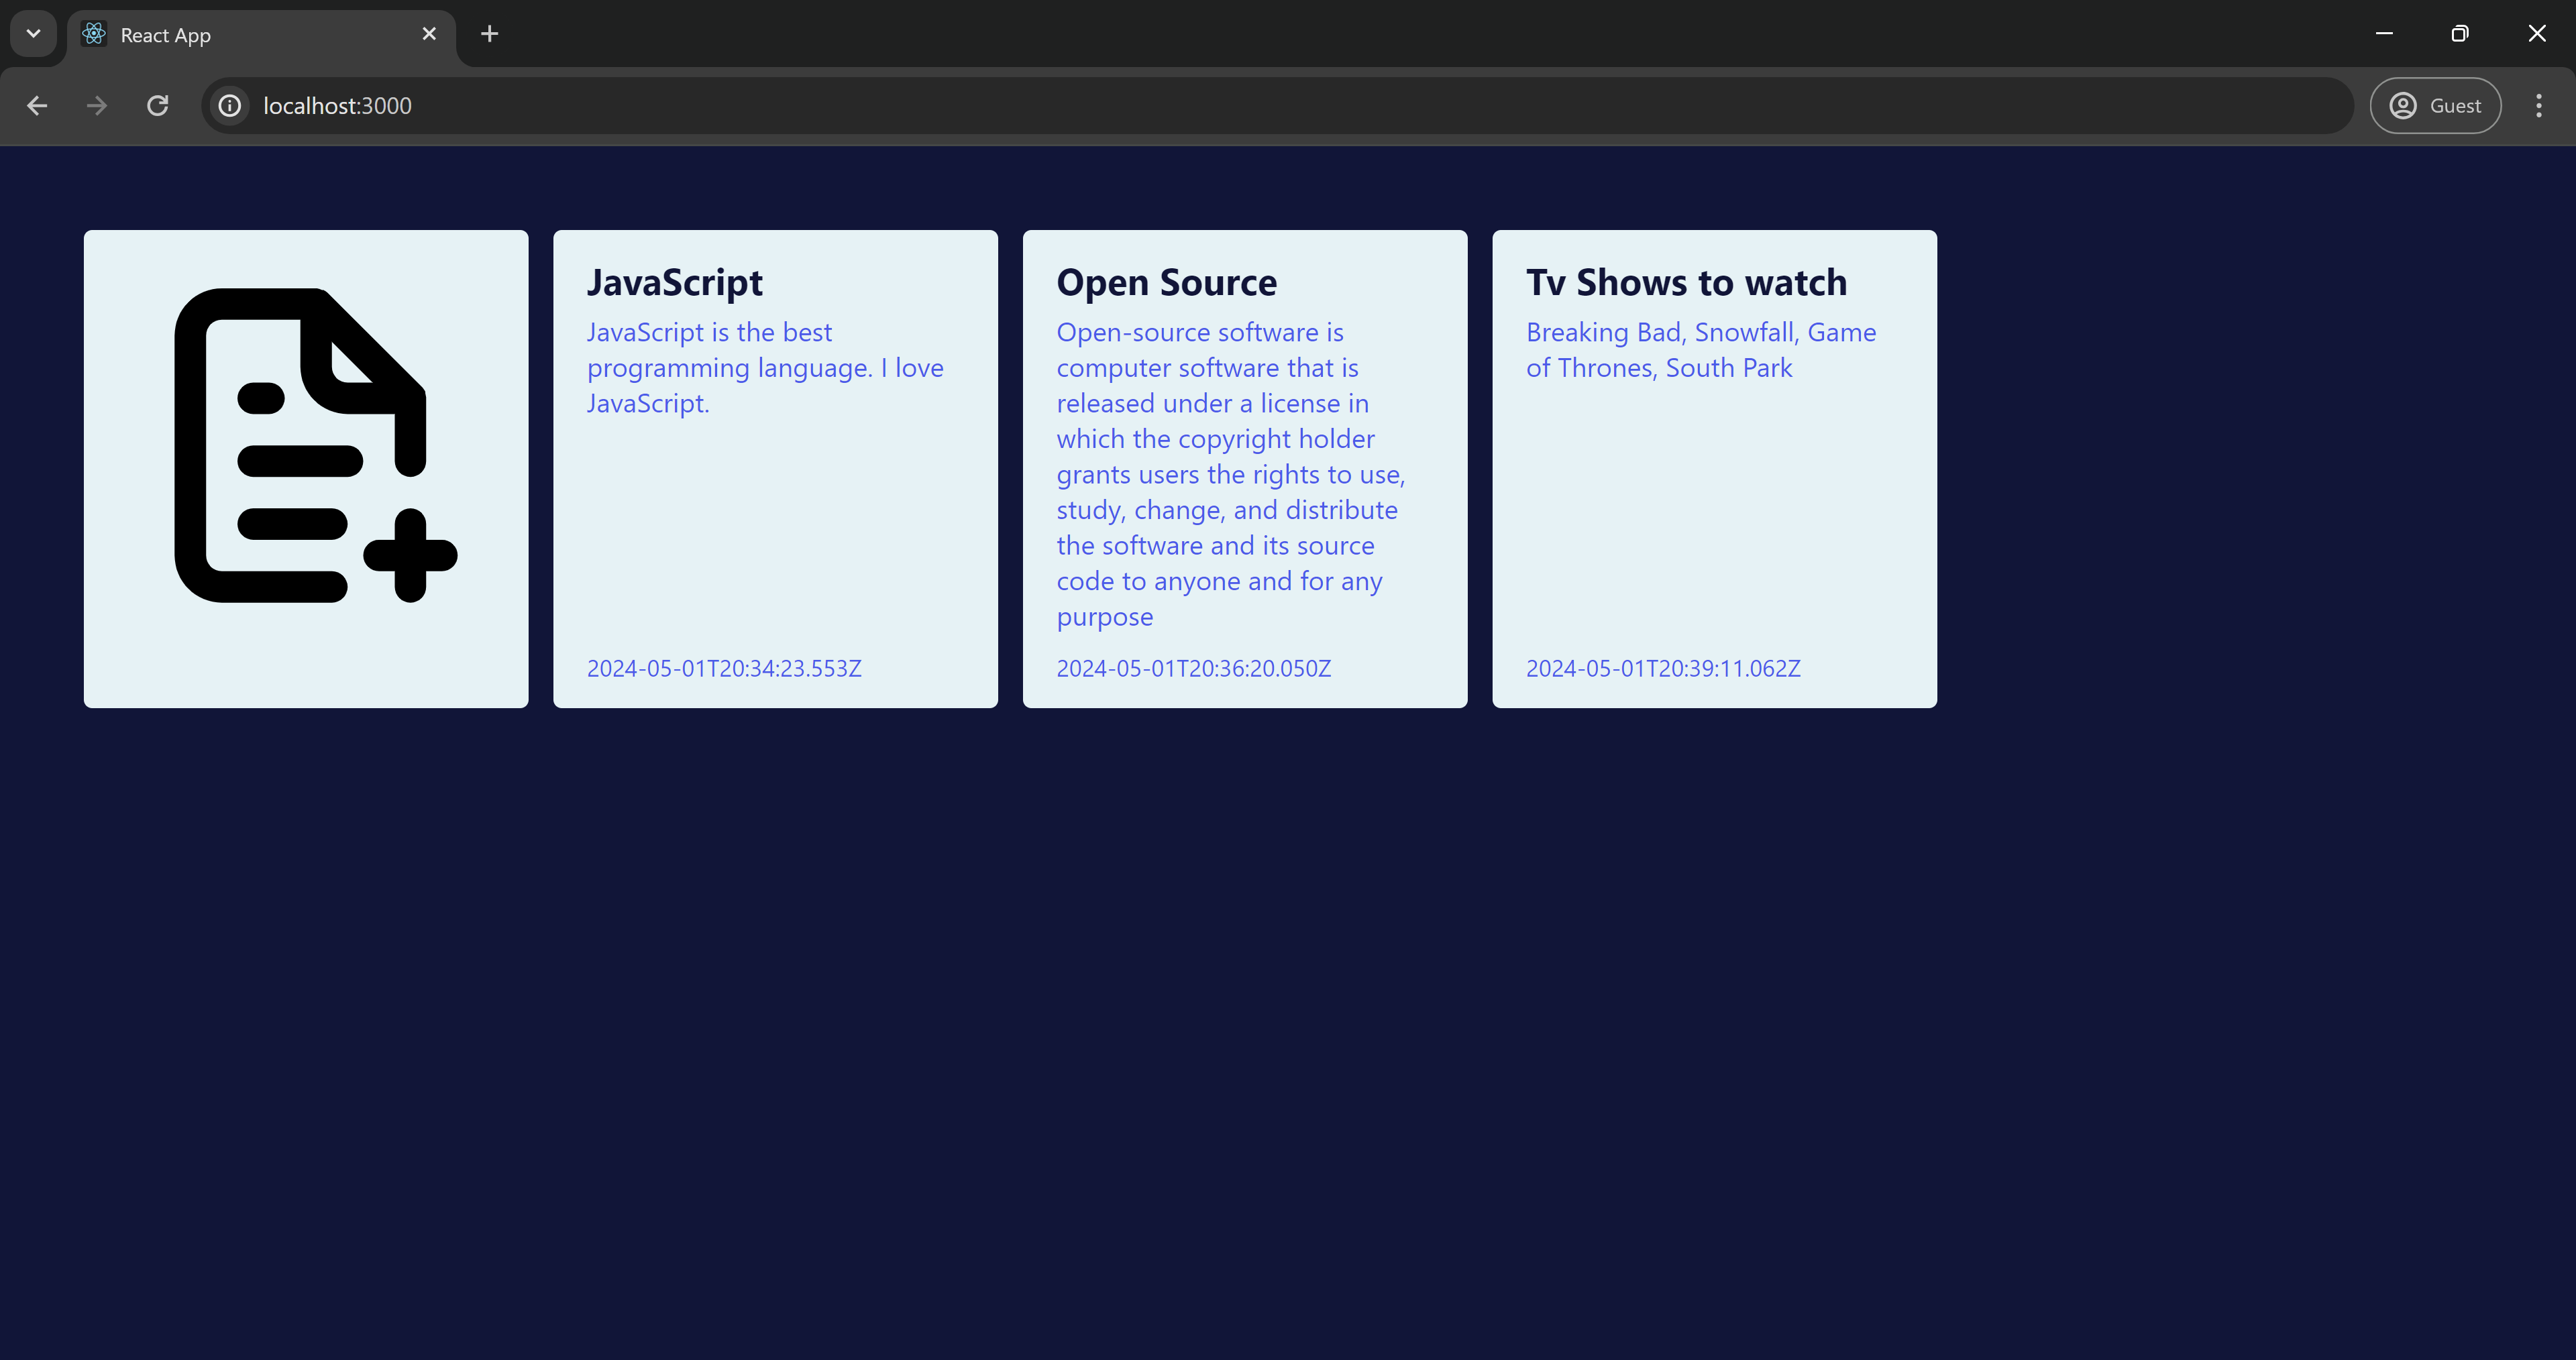 React App
localhost:3000
Guest
JavaScript
JavaScript is the best
programming language. I love
JavaScript.
2024-05-01T20:34:23.553Z
Open Source
Open-source software is
computer software that is
released under a license in
which the copyright holder
grants users the rights to use,
study, change, and distribute
the software and its source
code to anyone and for any
purpose
2024-05-01T20:36:20.050Z
Tv Shows to watch
Breaking Bad, Snowfall, Game
of Thrones, South Park
2024-05-01T20:39:11.062Z